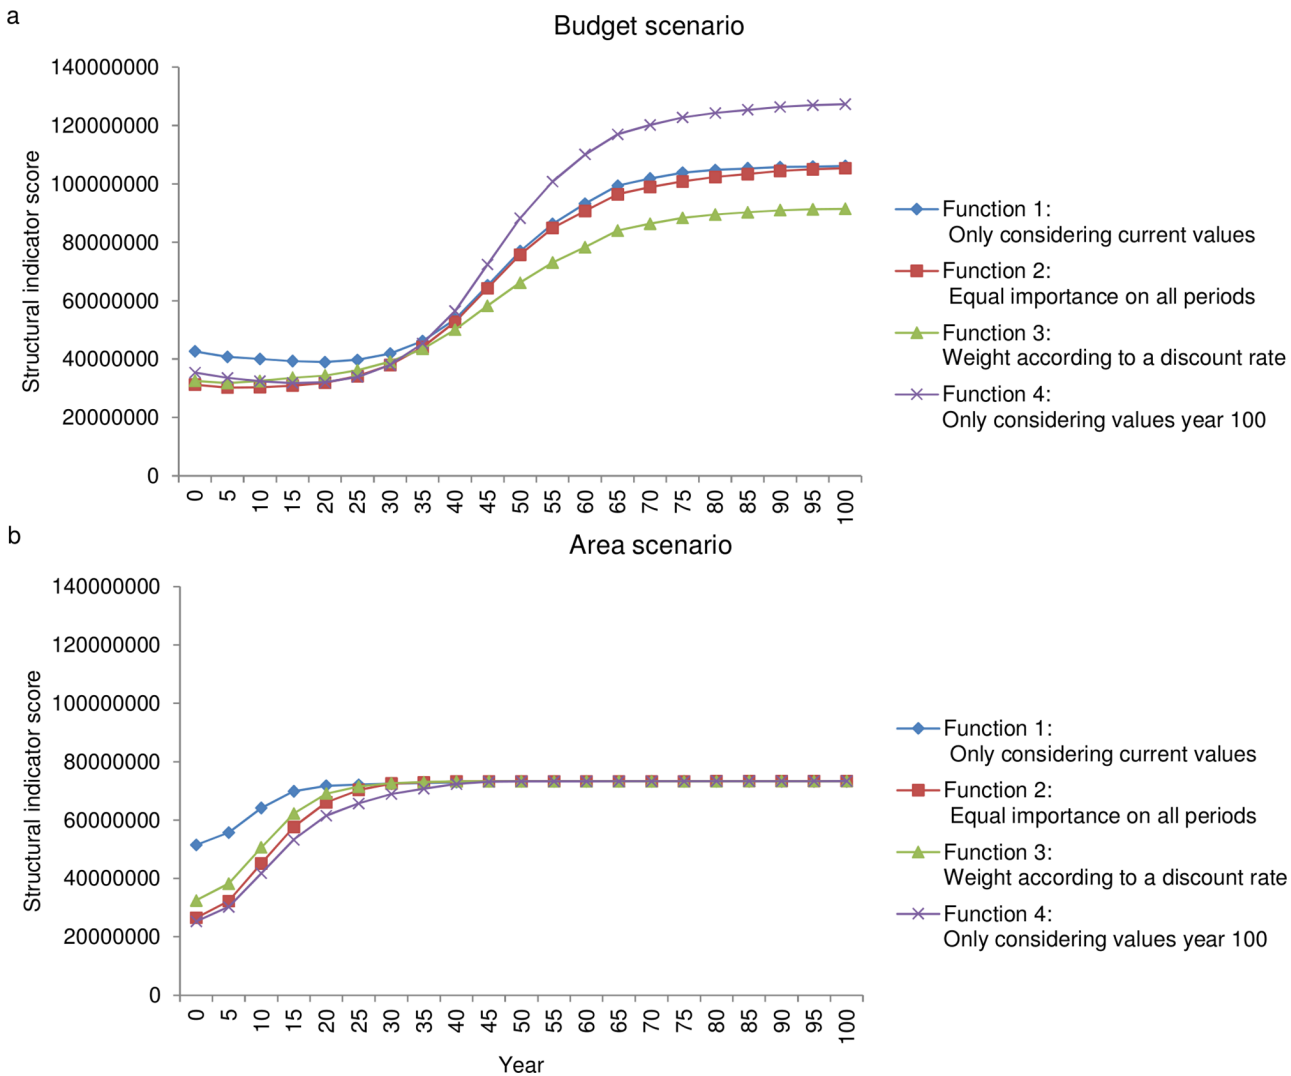 a
Budget scenario
Structural indicator score
140000000
120000000
100000000
80000000
60000000
40000000
20000000
0
0 5 10 15 20 25 30 35 40 45 50 55 60 65 70 75 80 85 90 95 100
Function 1:
Only considering current values
Function 2:
Equal importance on all periods
Function 3:
Weight according to a discount rate
Function 4:
Only considering values year 100
b
Area scenario
Structural indicator score
140000000
120000000
100000000
80000000
60000000
40000000
20000000
0
0 5 10 15 20 25 30 35 40 45 50 55 60 65 70 75 80 85 90 95 100
Year
Function 1:
Only considering current values
Function 2:
Equal importance on all periods
Function 3:
Weight according to a discount rate
Function 4:
Only considering values year 100